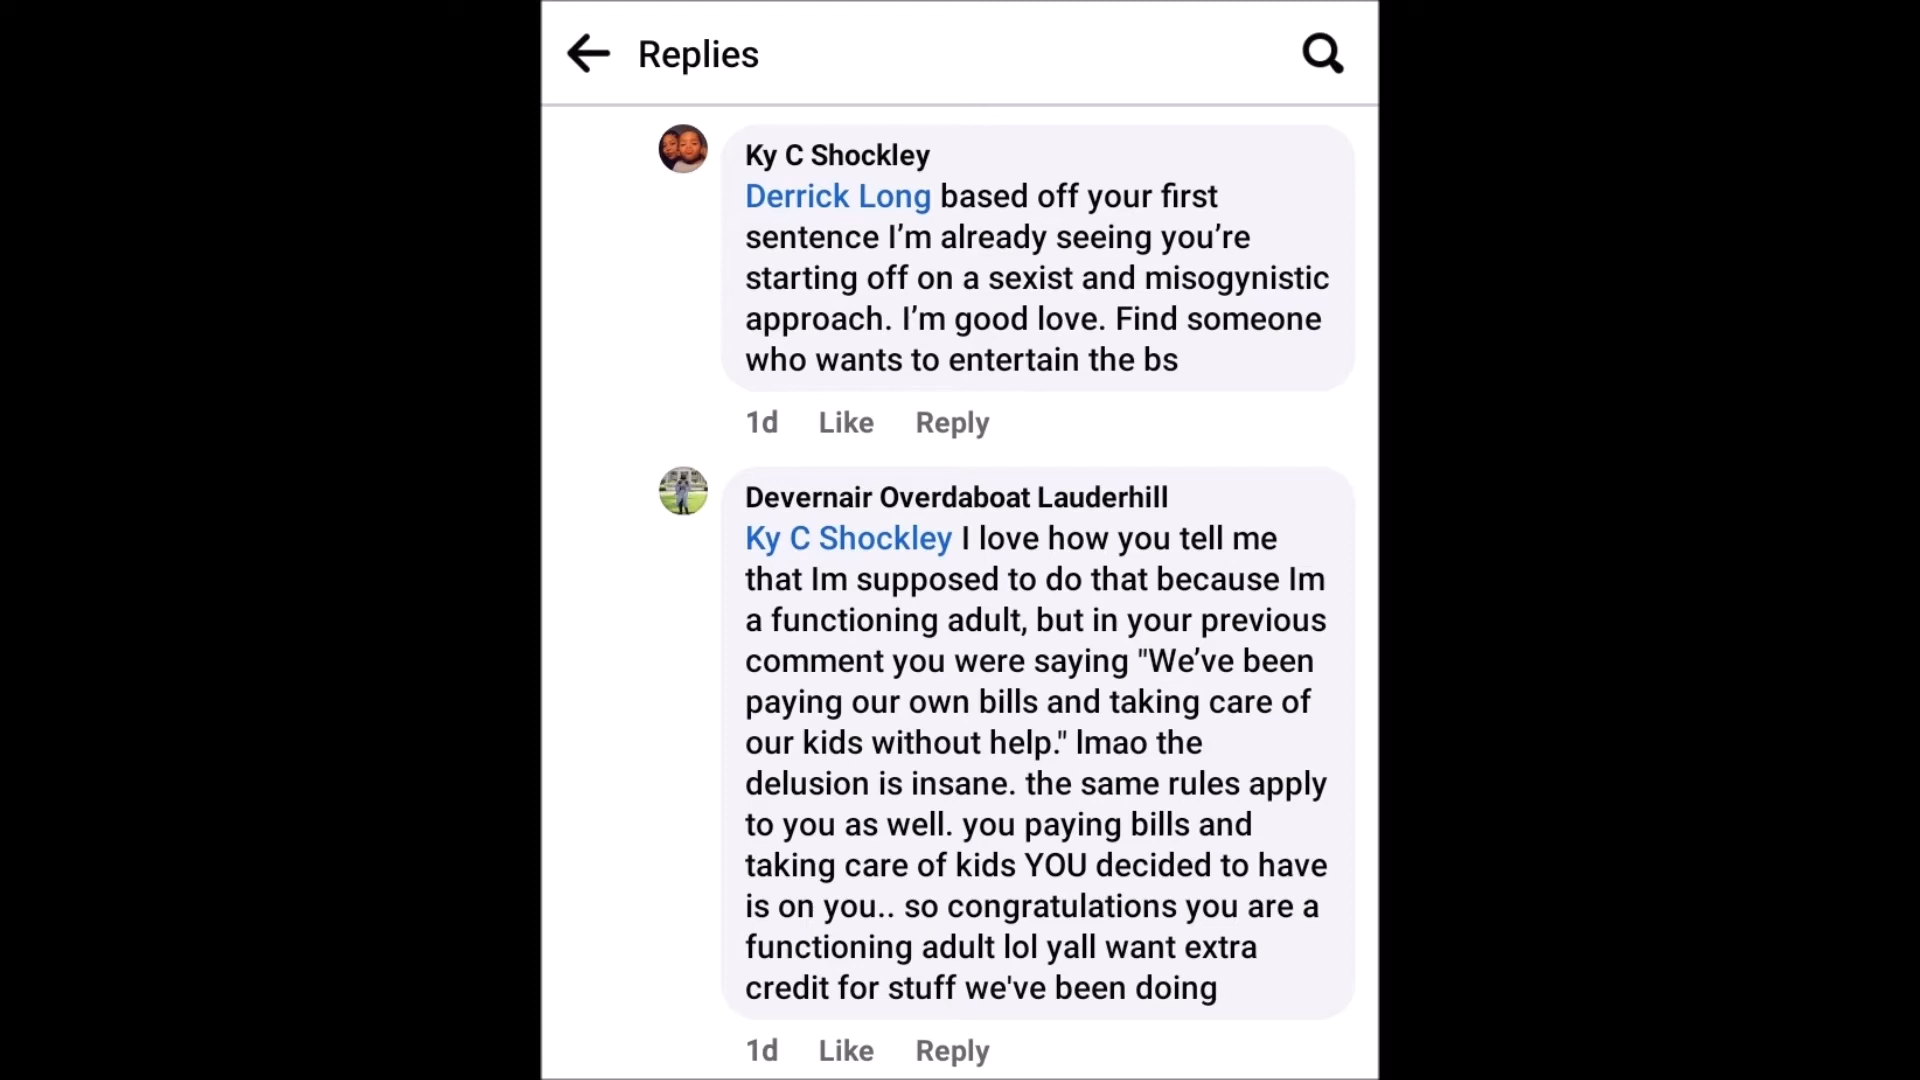 Replies
Ky C Shockley
Derrick Long based off your first
sentence I’m already seeing you’re
starting off on a sexist and misogynistic
approach. I’m good love. Find someone
who wants to entertain the bs
1d Like Reply
Devernair Overdaboat Lauderhill
Ky C Shockley I love how you tell me
that Im supposed to do that because Im
a functioning adult, but in your previous
comment you were saying "We’ve been
paying our own bills and taking care of
our kids without help." lmao the
delusion is insane. the same rules apply
to you as well. you paying bills and
taking care of kids YOU decided to have
is on you.. so congratulations you are a
functioning adult lol yall want extra
credit for stuff we've been doing
1d Like Reply